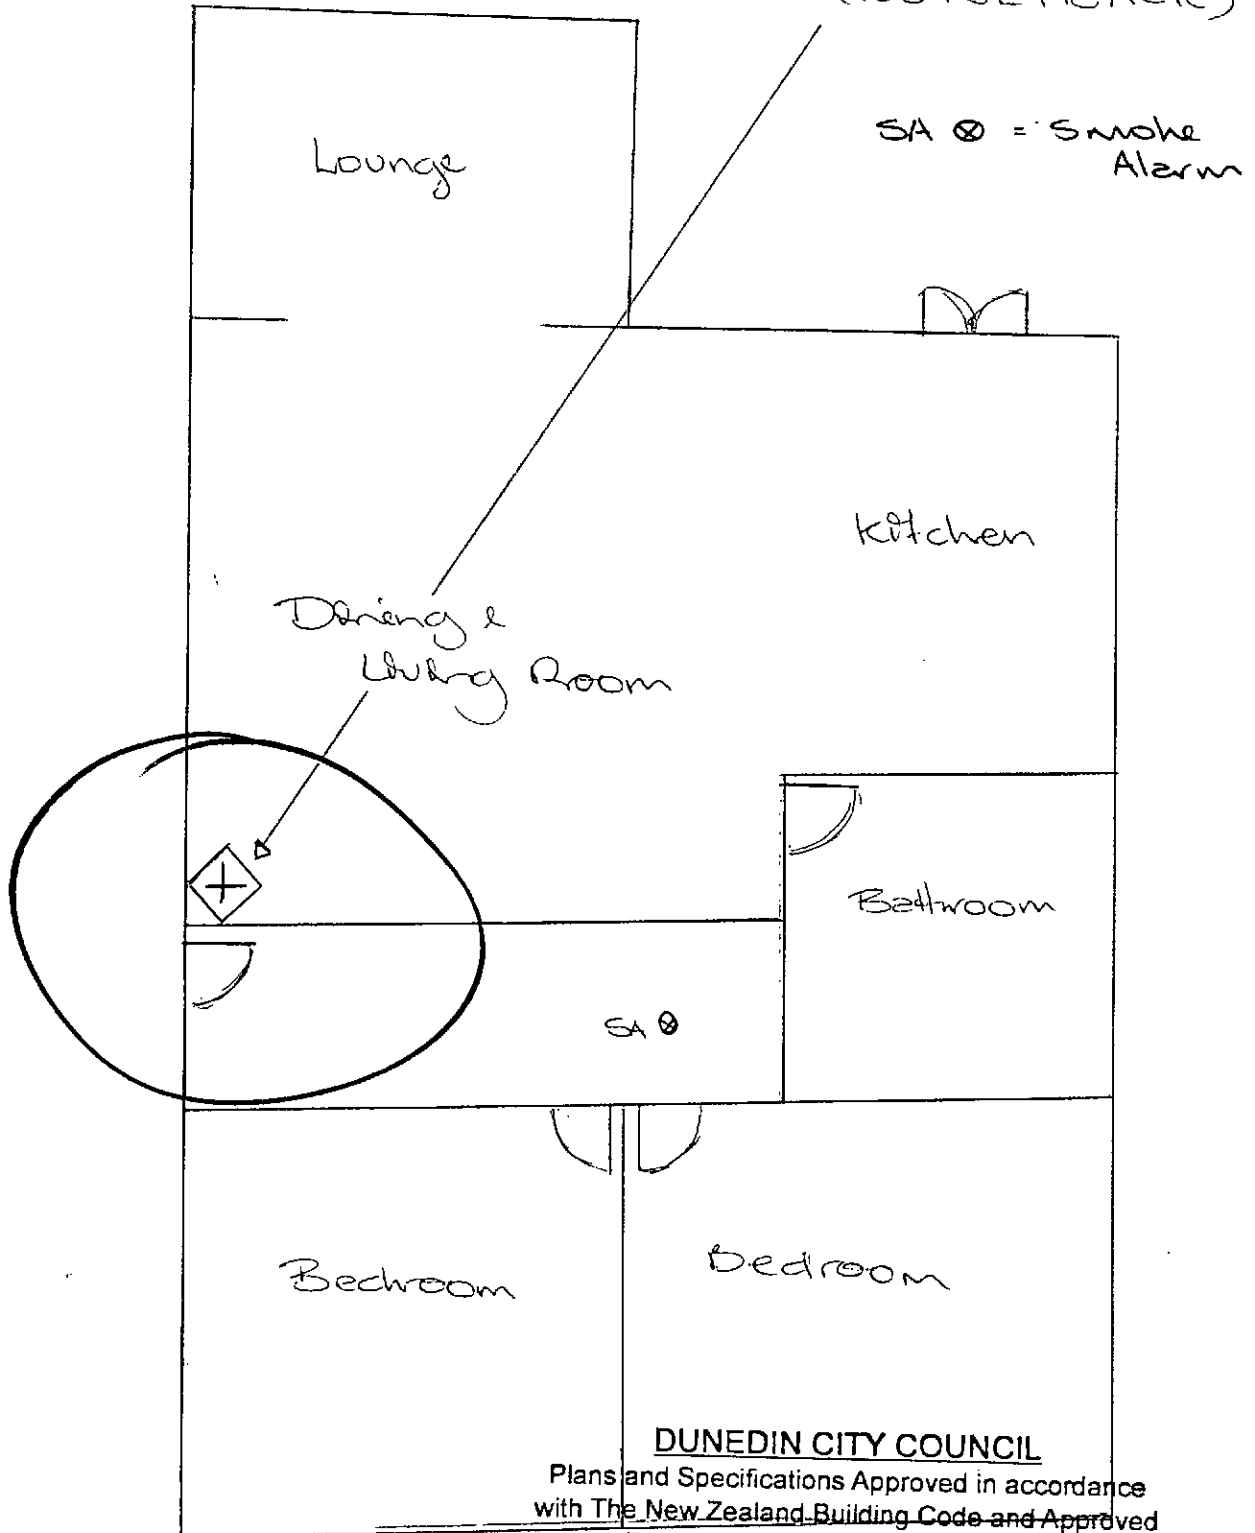 SA ⊗ = Smoke
Alarm
Lounge
Kitchen
Dining &
Living Room
Bathroom
SA ⊗
Bedroom
Bedroom
DUNEDIN CITY COUNCIL
Plans and Specifications Approved in accordance
with The New Zealand Building Code and Approved